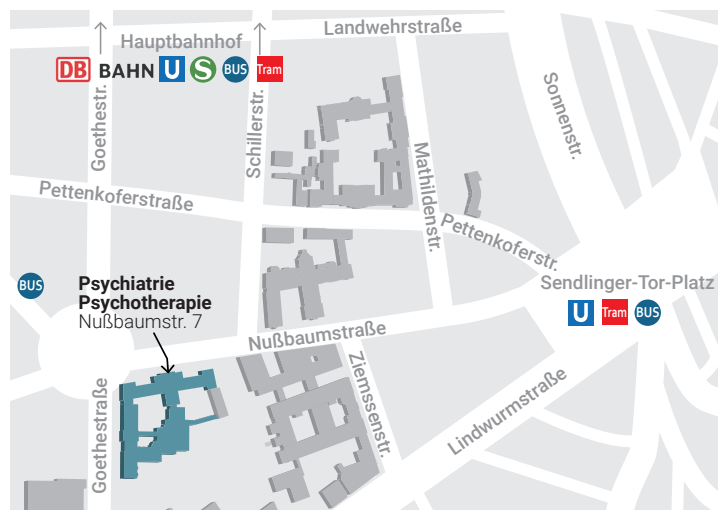 Landwehrstraße
Hauptbahnhof
DB BAHN U S BUS Tram
Goethestr.
Schillerstr.
Sonnenstr.
Mathildenstr.
Pettenkoferstraße
Pettenkoferstr.
BUS
Psychiatrie
Psychotherapie
Nußbaumstr. 7
Sendlinger-Tor-Platz
U Tram BUS
Nußbaumstraße
Ziemssenstr.
Lindwurmstraße
Goethestraße